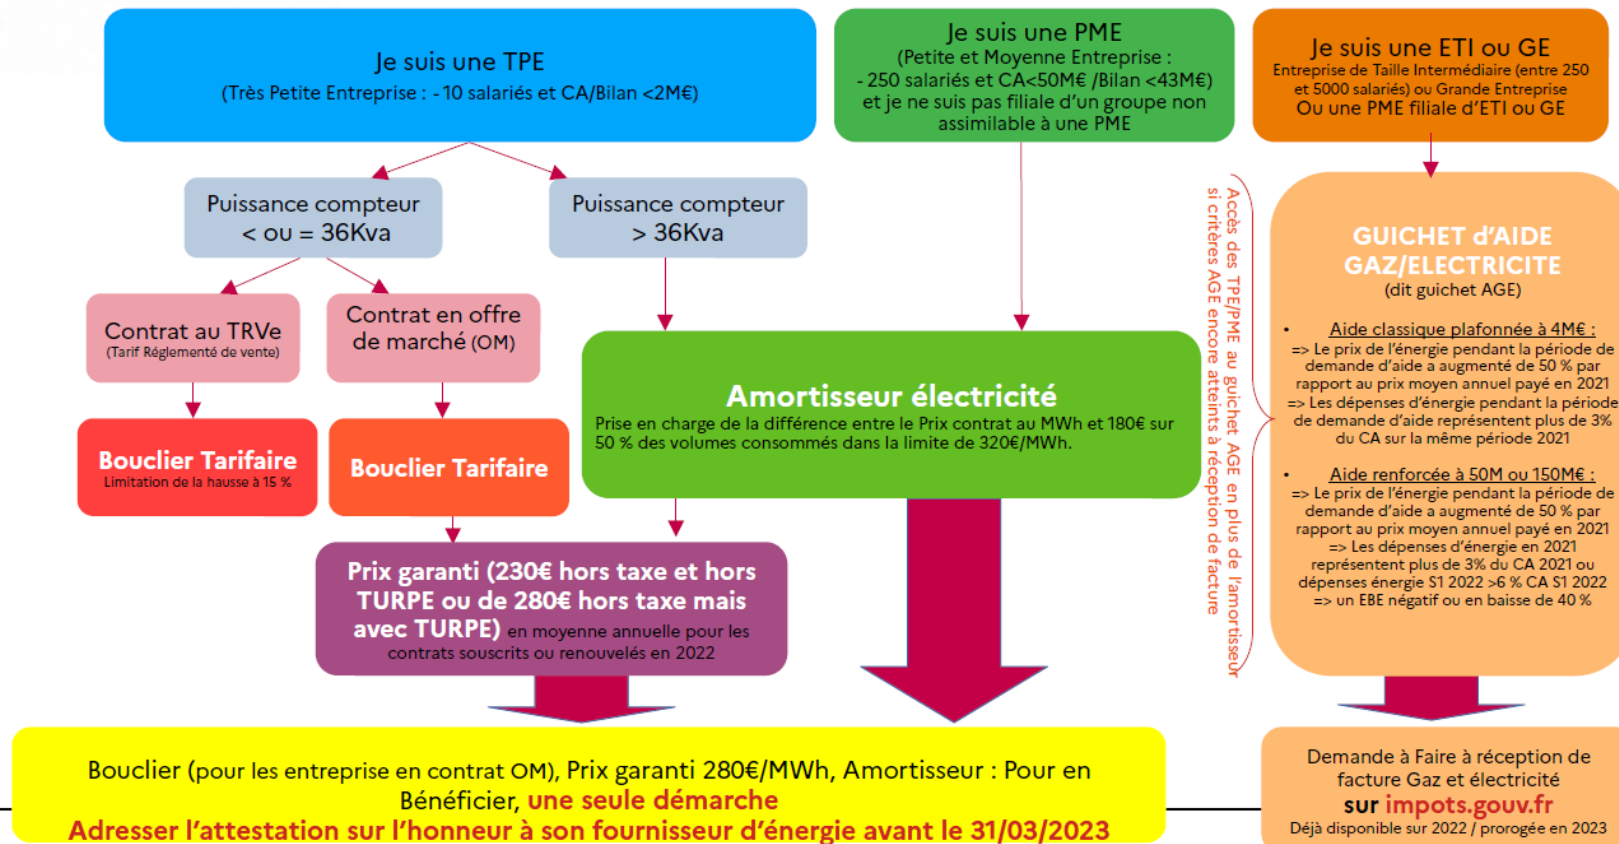 Je suis une TPE
(Très Petite Entreprise : - 10 salariés et CA/Bilan <2M€)
Je suis une PME
(Petite et Moyenne Entreprise :
- 250 salariés et CA<50M€ /Bilan <43M€)
et je ne suis pas filiale d'un groupe non
assimilable à une PME
Je suis une ETI ou GE
Entreprise de Taille Intermédiaire (entre 250
et 5000 salariés) ou Grande Entreprise
Ou une PME filiale d'ETI ou GE
Puissance compteur
< ou = 36Kva
Puissance compteur
> 36Kva
Contrat au TRVe
(Tarif Réglementé de vente)
Contrat en offre
de marché (OM)
Bouclier Tarifaire
Limitation de la hausse à 15 %
Bouclier Tarifaire
Amortisseur électricité
Prise en charge de la différence entre le Prix contrat au MWh et 180€ sur
50 % des volumes consommés dans la limite de 320€/MWh.
Prix garanti (230€ hors taxe et hors
TURPE ou de 280€ hors taxe mais
avec TURPE) en moyenne annuelle pour les
contrats souscrits ou renouvelés en 2022
Accès des TPE/PME au guichet AGE en plus de l'amortisseur
si critères AGE encore atteints à réception de facture
GUICHET d'AIDE
GAZ/ELECTRICITE
(dit guichet AGE)
• Aide classique plafonnée à 4M€ :
=> Le prix de l'énergie pendant la période de
demande d'aide a augmenté de 50 % par
rapport au prix moyen annuel payé en 2021
=> Les dépenses d'énergie pendant la période
de demande d'aide représentent plus de 3%
du CA sur la même période 2021
• Aide renforcée à 50M ou 150M€ :
=> Le prix de l'énergie pendant la période de
demande d'aide a augmenté de 50 % par
rapport au prix moyen annuel payé en 2021
=> Les dépenses d'énergie en 2021
représentent plus de 3% du CA 2021 ou
dépenses énergie S1 2022 >6 % CA S1 2022
=> un EBE négatif ou en baisse de 40 %
Bouclier (pour les entreprise en contrat OM), Prix garanti 280€/MWh, Amortisseur : Pour en
Bénéficier, une seule démarche
Adresser l'attestation sur l'honneur à son fournisseur d'énergie avant le 31/03/2023
Demande à Faire à réception de
facture Gaz et électricité
sur impots.gouv.fr
Déjà disponible sur 2022 / prorogée en 2023